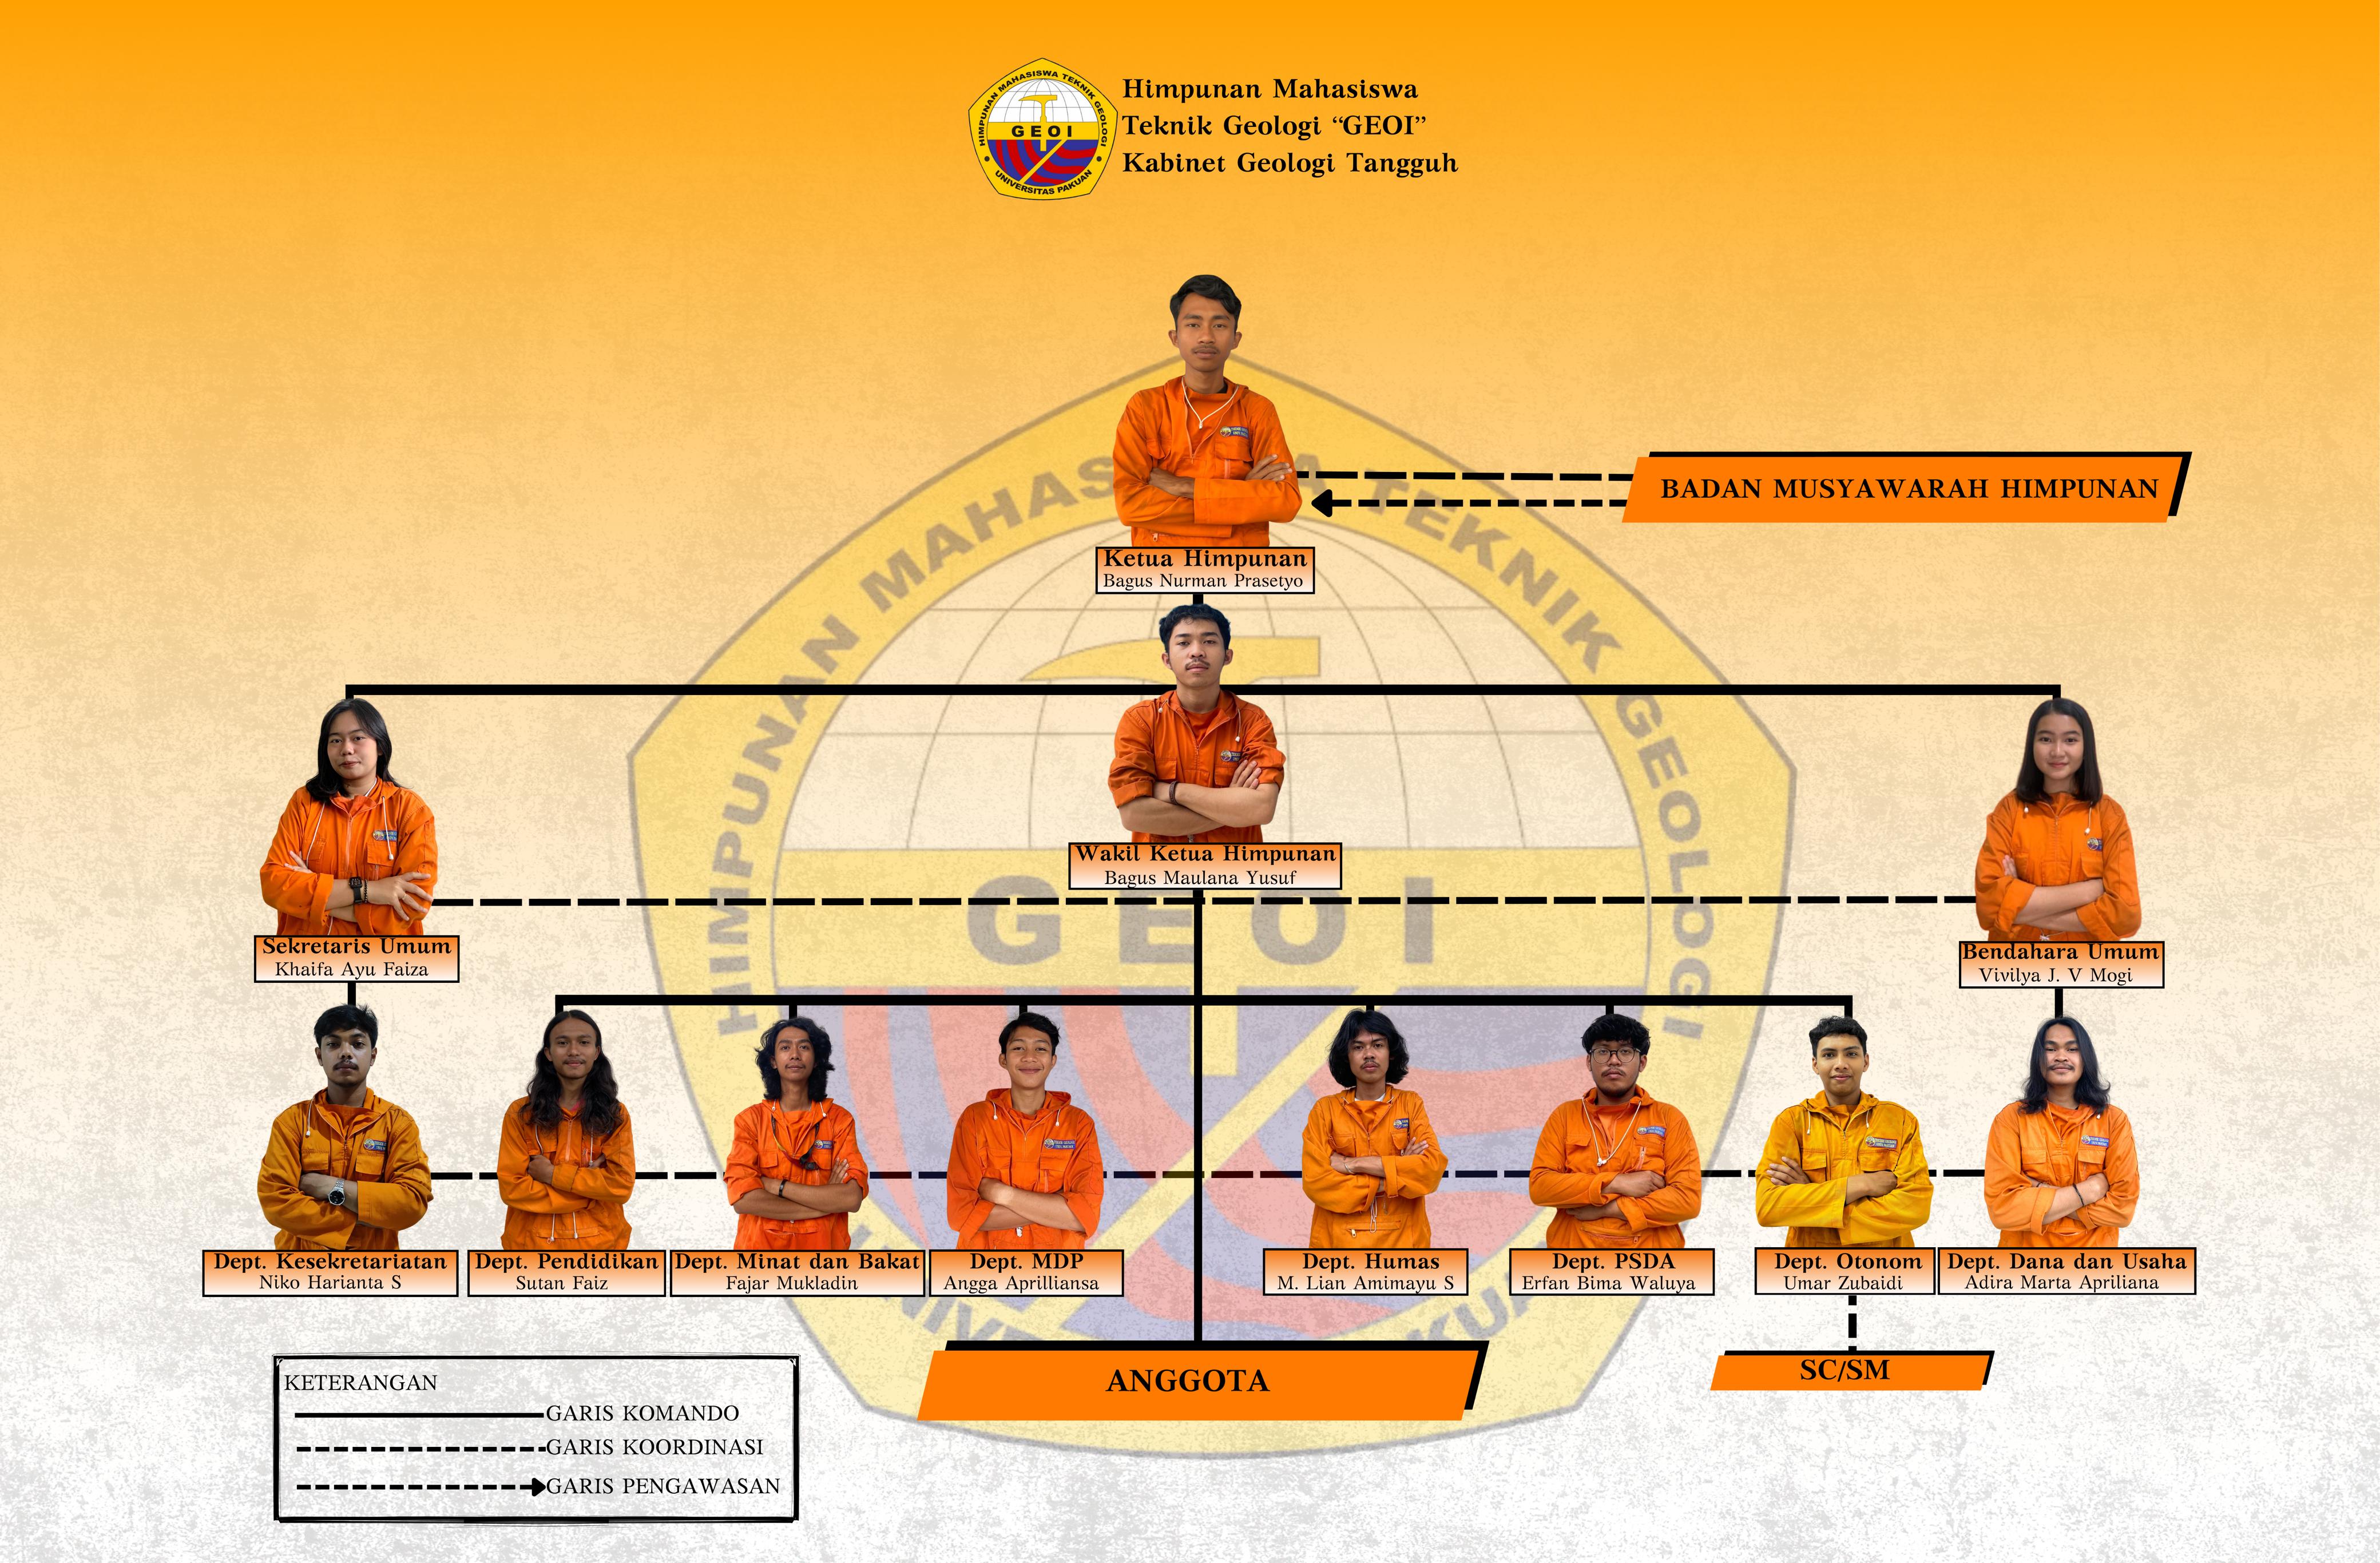 HIMPUNAN MAHASISWA TEKNIK GEOLOGI
GEOI
UNIVERSITAS PAKUAN
Himpunan Mahasiswa
Teknik Geologi “GEOI”
Kabinet Geologi Tangguh
BADAN MUSYAWARAH HIMPUNAN
Ketua Himpunan
Bagus Nurman Prasetyo
Wakil Ketua Himpunan
Bagus Maulana Yusuf
Sekretaris Umum
Khaifa Ayu Faiza
Bendahara Umum
Vivilya J. V Mogi
GEOI
Dept. Kesekretariatan
Niko Harianta S
Dept. Pendidikan
Sutan Faiz
Dept. Minat dan Bakat
Fajar Mukladin
Dept. MDP
Angga Aprilliansa
Dept. Humas
M. Lian Amimayu S
Dept. PSDA
Erfan Bima Waluya
Dept. Otonom
Umar Zubaidi
Dept. Dana dan Usaha
Adira Marta Apriliana
ANGGOTA
SC/SM
KETERANGAN
GARIS KOMANDO
GARIS KOORDINASI
GARIS PENGAWASAN